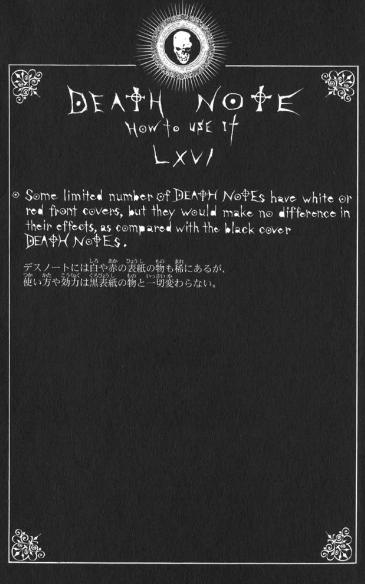 DEATH NOTE
How to use it
LXVI
Some limited number of DEATH NOTEs have white or
red front covers, but they would make no difference in
their effects, as compared with the black cover
DEATH NOTEs.
デスノートには白や赤の表紙の物も稀にあるが、
使い方や効力は黒表紙の物と一切変わらない。